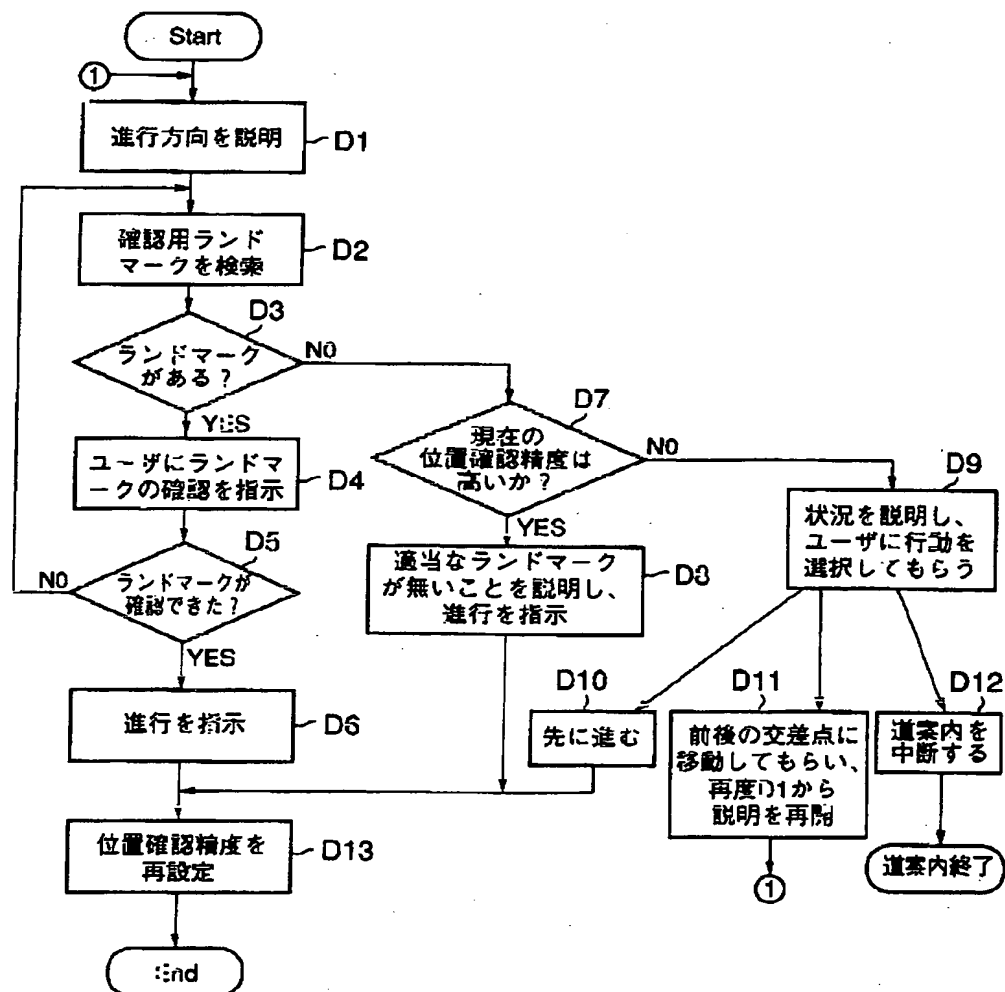 Start
①
進行方向を説明
D1
確認用ランド
マークを検索
D2
D3
ランドマーク
がある？
NO
YES
ユーザにランドマ
ークの確認を指示
D4
D5
ランドマークが
確認できた？
NO
YES
進行を指示
D6
D7
現在の
位置確認精度は
高いか？
NO
YES
適当なランドマーク
が無いことを説明し、
進行を指示
D8
D9
状況を説明し、
ユーザに行動を
選択してもらう
D10
先に進む
D11
前後の交差点に
移動してもらい、
再度D1から
説明を再開
①
D12
道案内を
中断する
道案内終了
位置確認精度を
再設定
D13
End